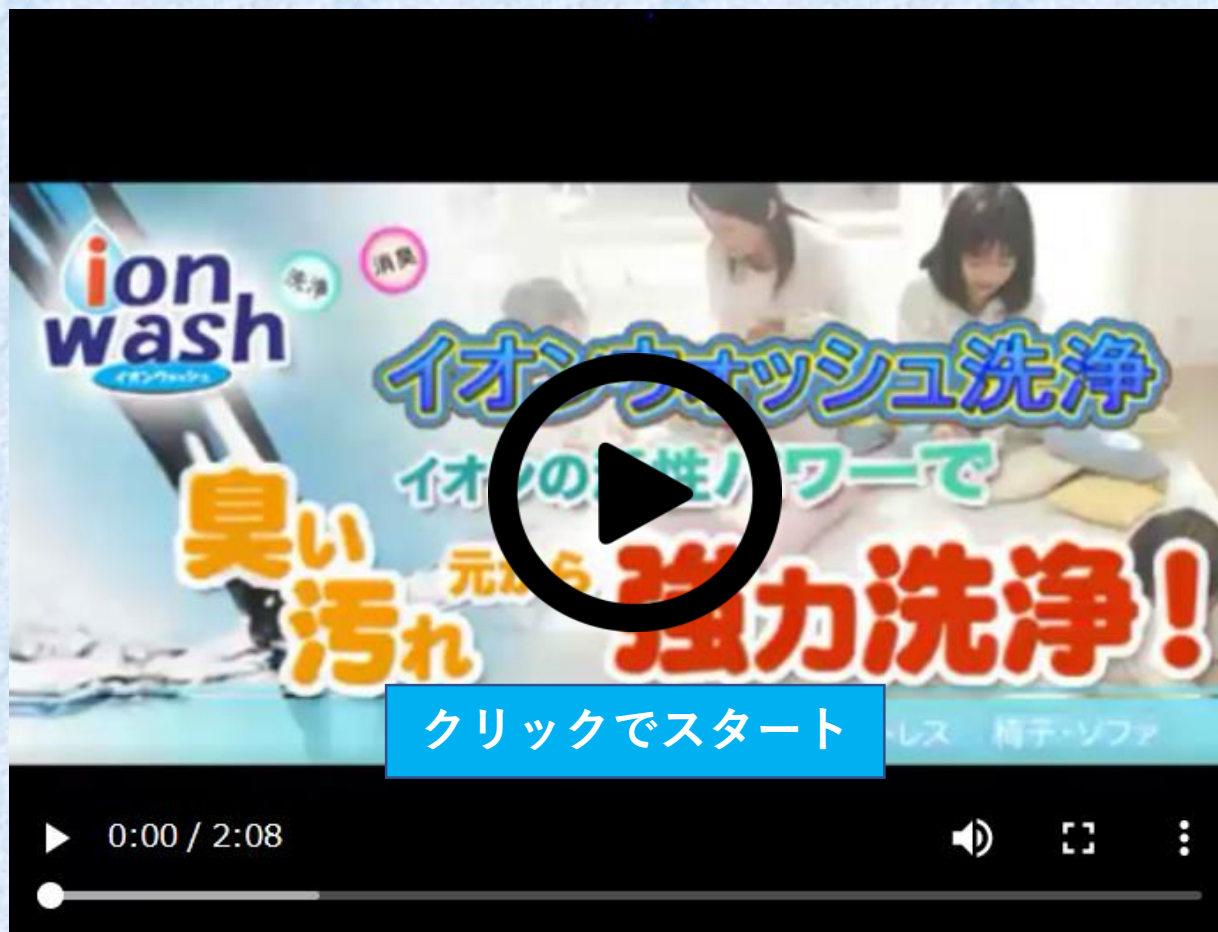 ion
wash
イオンウォッシュ
洗浄
消臭
イオンウォッシュ洗浄
イオンの活性パワーで
臭い
汚れ
元から
強力洗浄！
クリックでスタート
トレス 椅子・ソファ
0:00 / 2:08